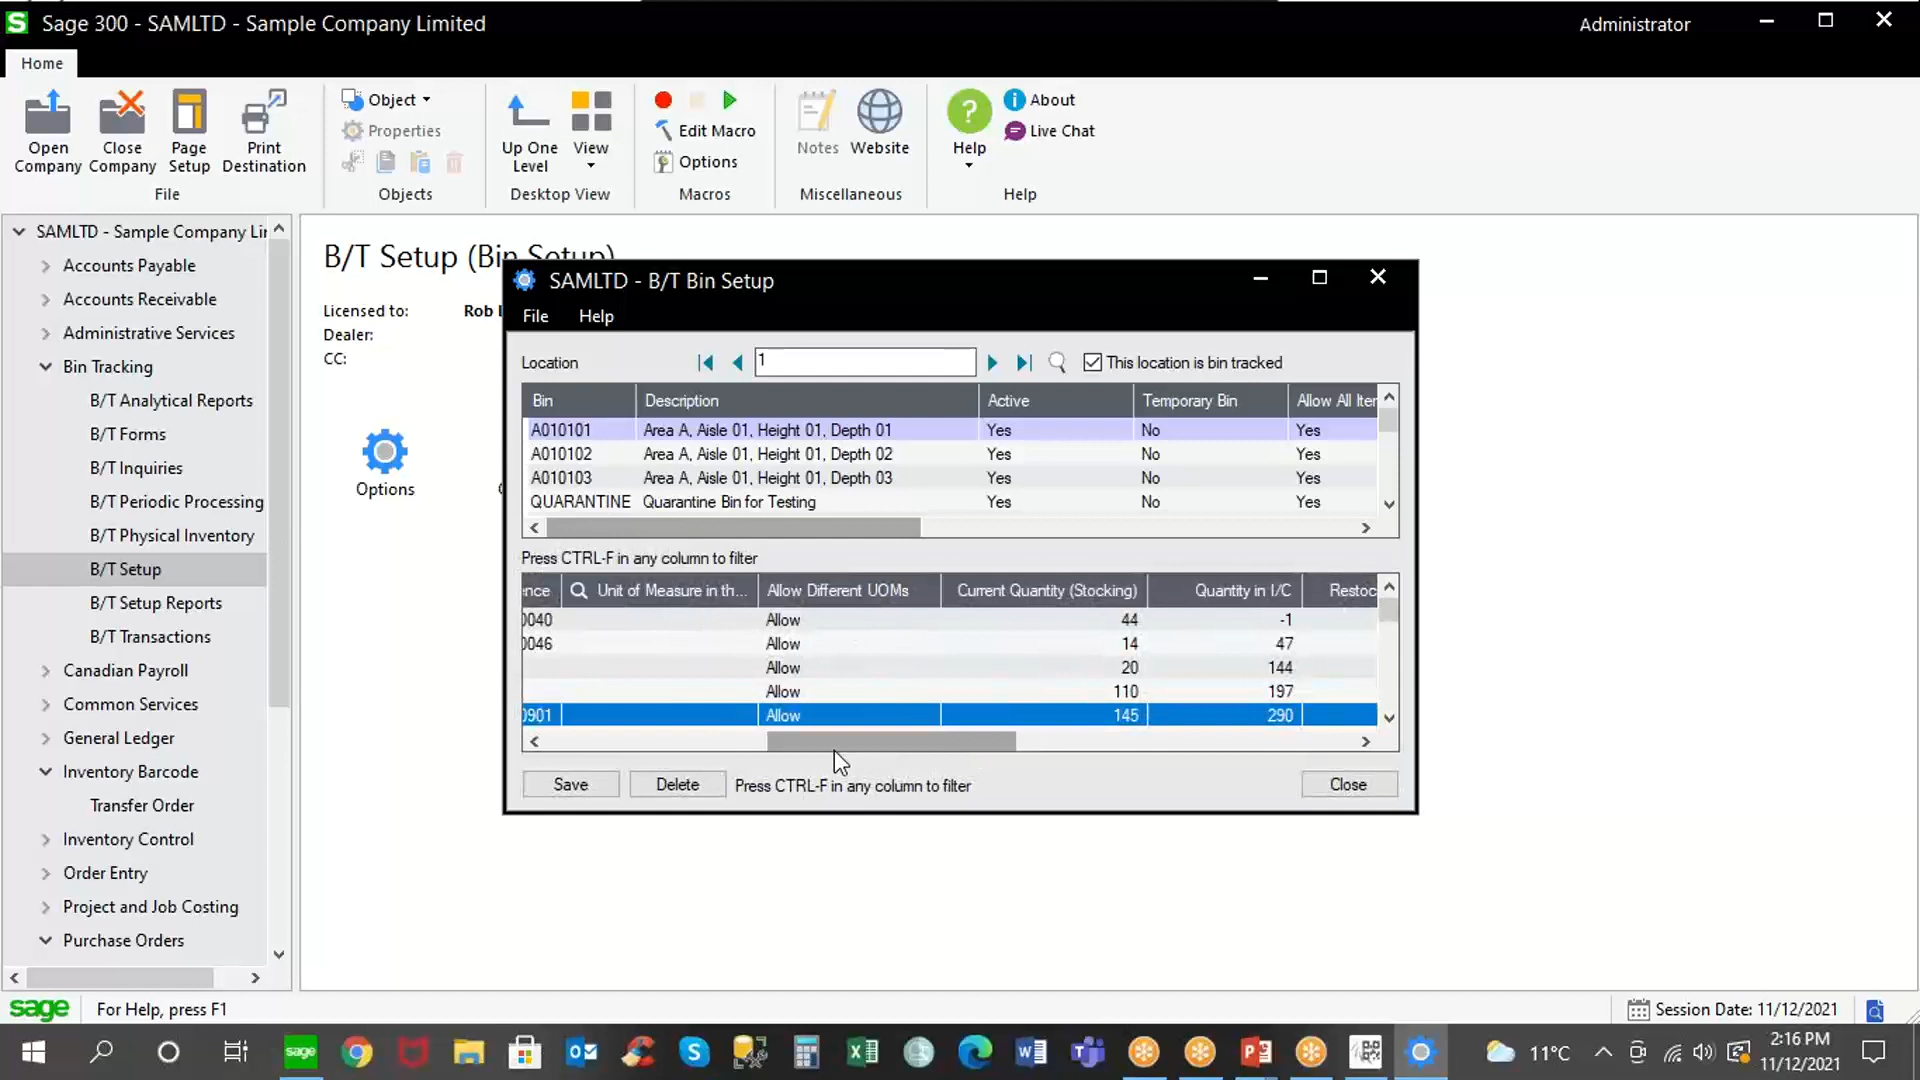 Sage 300 - SAMLTD - Sample Company Limited
Administrator
Home
Open Company
Close Company
Page Setup
Print Destination
File
Object
Properties
Objects
Up One Level
View
Desktop View
Edit Macro
Options
Macros
Notes
Website
Miscellaneous
Help
About
Live Chat
Help
SAMLTD - Sample Company Lir
Accounts Payable
Accounts Receivable
Administrative Services
Bin Tracking
B/T Analytical Reports
B/T Forms
B/T Inquiries
B/T Periodic Processing
B/T Physical Inventory
B/T Setup
B/T Setup Reports
B/T Transactions
Canadian Payroll
Common Services
General Ledger
Inventory Barcode
Transfer Order
Inventory Control
Order Entry
Project and Job Costing
Purchase Orders
B/T Setup (Bin Setup)
Licensed to: Rob
Dealer:
CC:
Options
SAMLTD - B/T Bin Setup
File Help
Location 1 This location is bin tracked
Bin Description Active Temporary Bin Allow All Iter
A010101 Area A, Aisle 01, Height 01, Depth 01 Yes No Yes
A010102 Area A, Aisle 01, Height 01, Depth 02 Yes No Yes
A010103 Area A, Aisle 01, Height 01, Depth 03 Yes No Yes
QUARANTINE Quarantine Bin for Testing Yes No Yes
Press CTRL-F in any column to filter
ence Unit of Measure in th... Allow Different UOMs Current Quantity (Stocking) Quantity in I/C Restoc
0040 Allow 44 -1
0046 Allow 14 47
Allow 20 144
Allow 110 197
0901 Allow 145 290
Save Delete Press CTRL-F in any column to filter Close
sage For Help, press F1
Session Date: 11/12/2021
sage
11°C
2:16 PM
11/12/2021